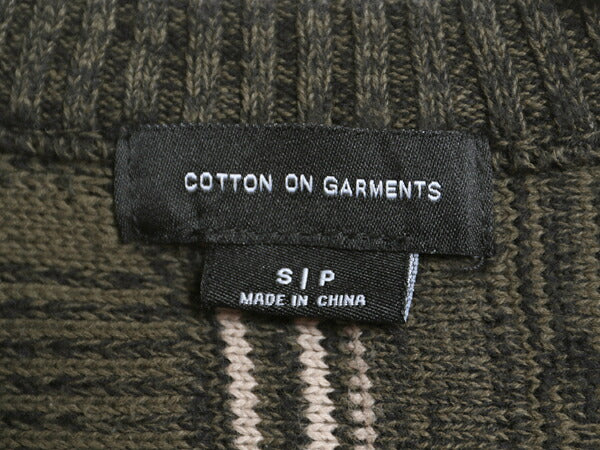 COTTON ON GARMENTS
S|P
MADE IN CHINA